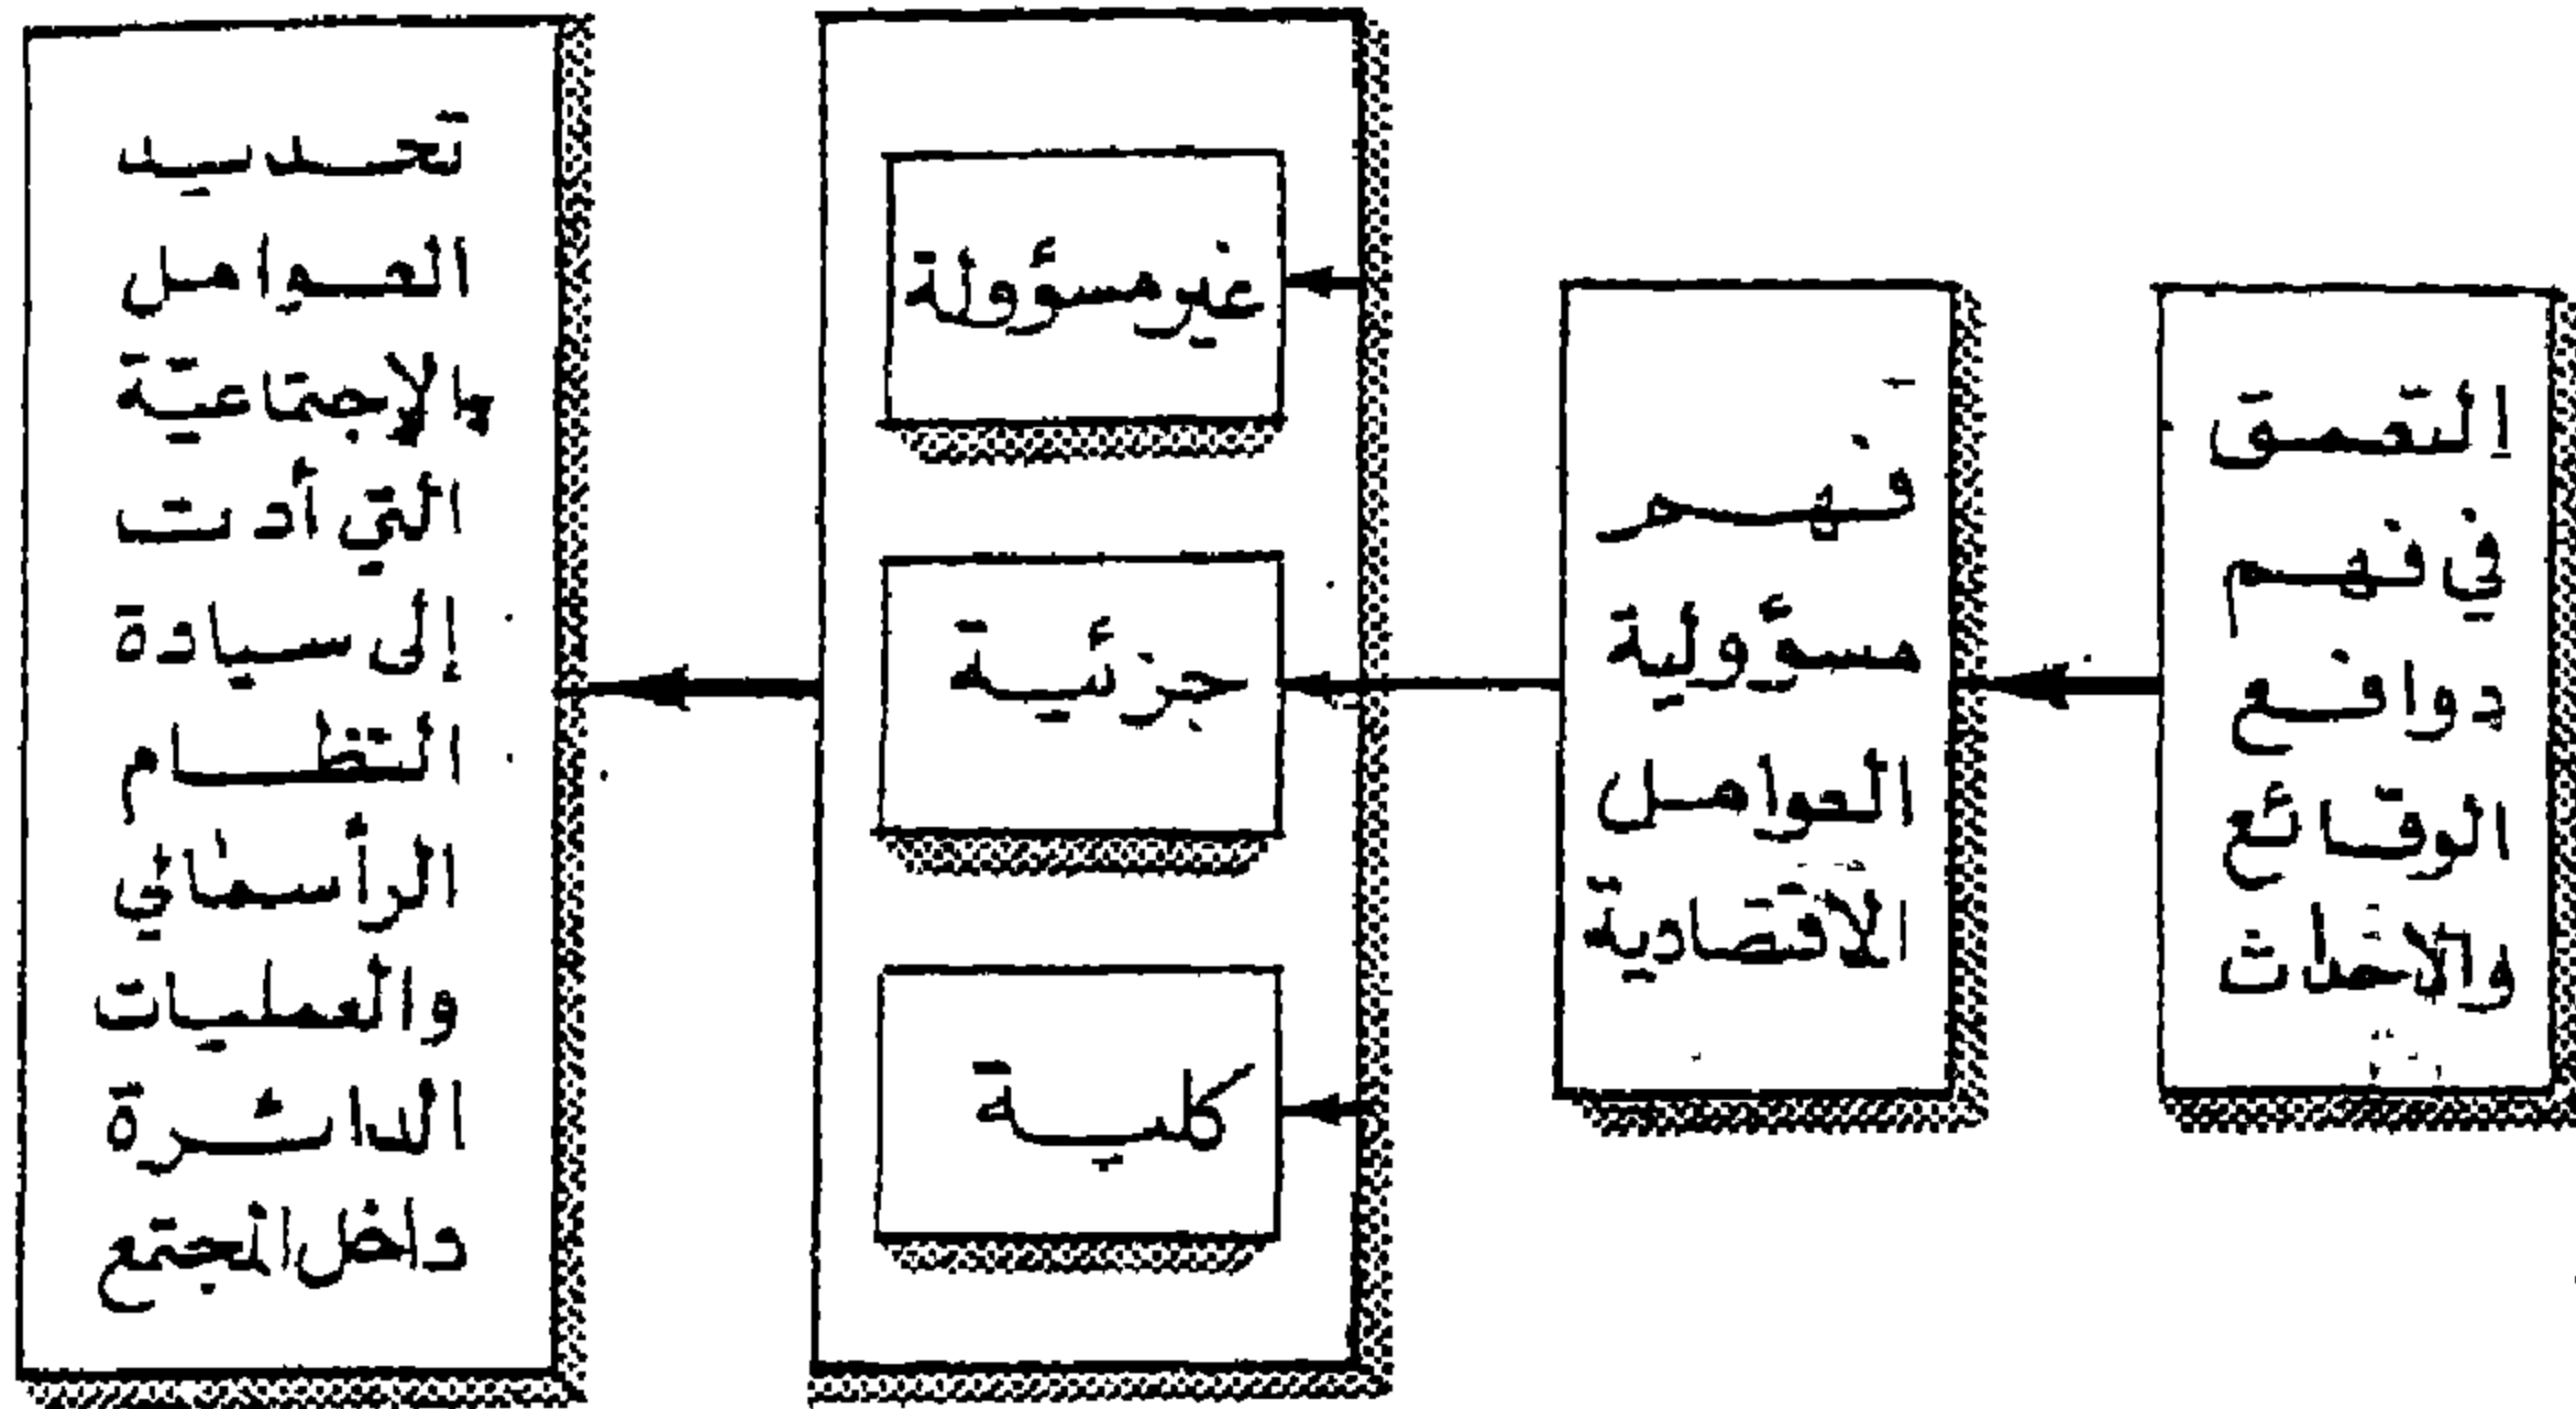 التعمق
في فهم
دوافع
الوقائع
والأحداث
فهم
مسؤولية
العوامل
الاقتصادية
غير مسؤولة
جزئية
كلية
تحديد
العوامل
الإجتماعية
التي أدت
إلى سيادة
النظام
الرأسمالي
والعمليات
الدائرة
داخل المجتمع